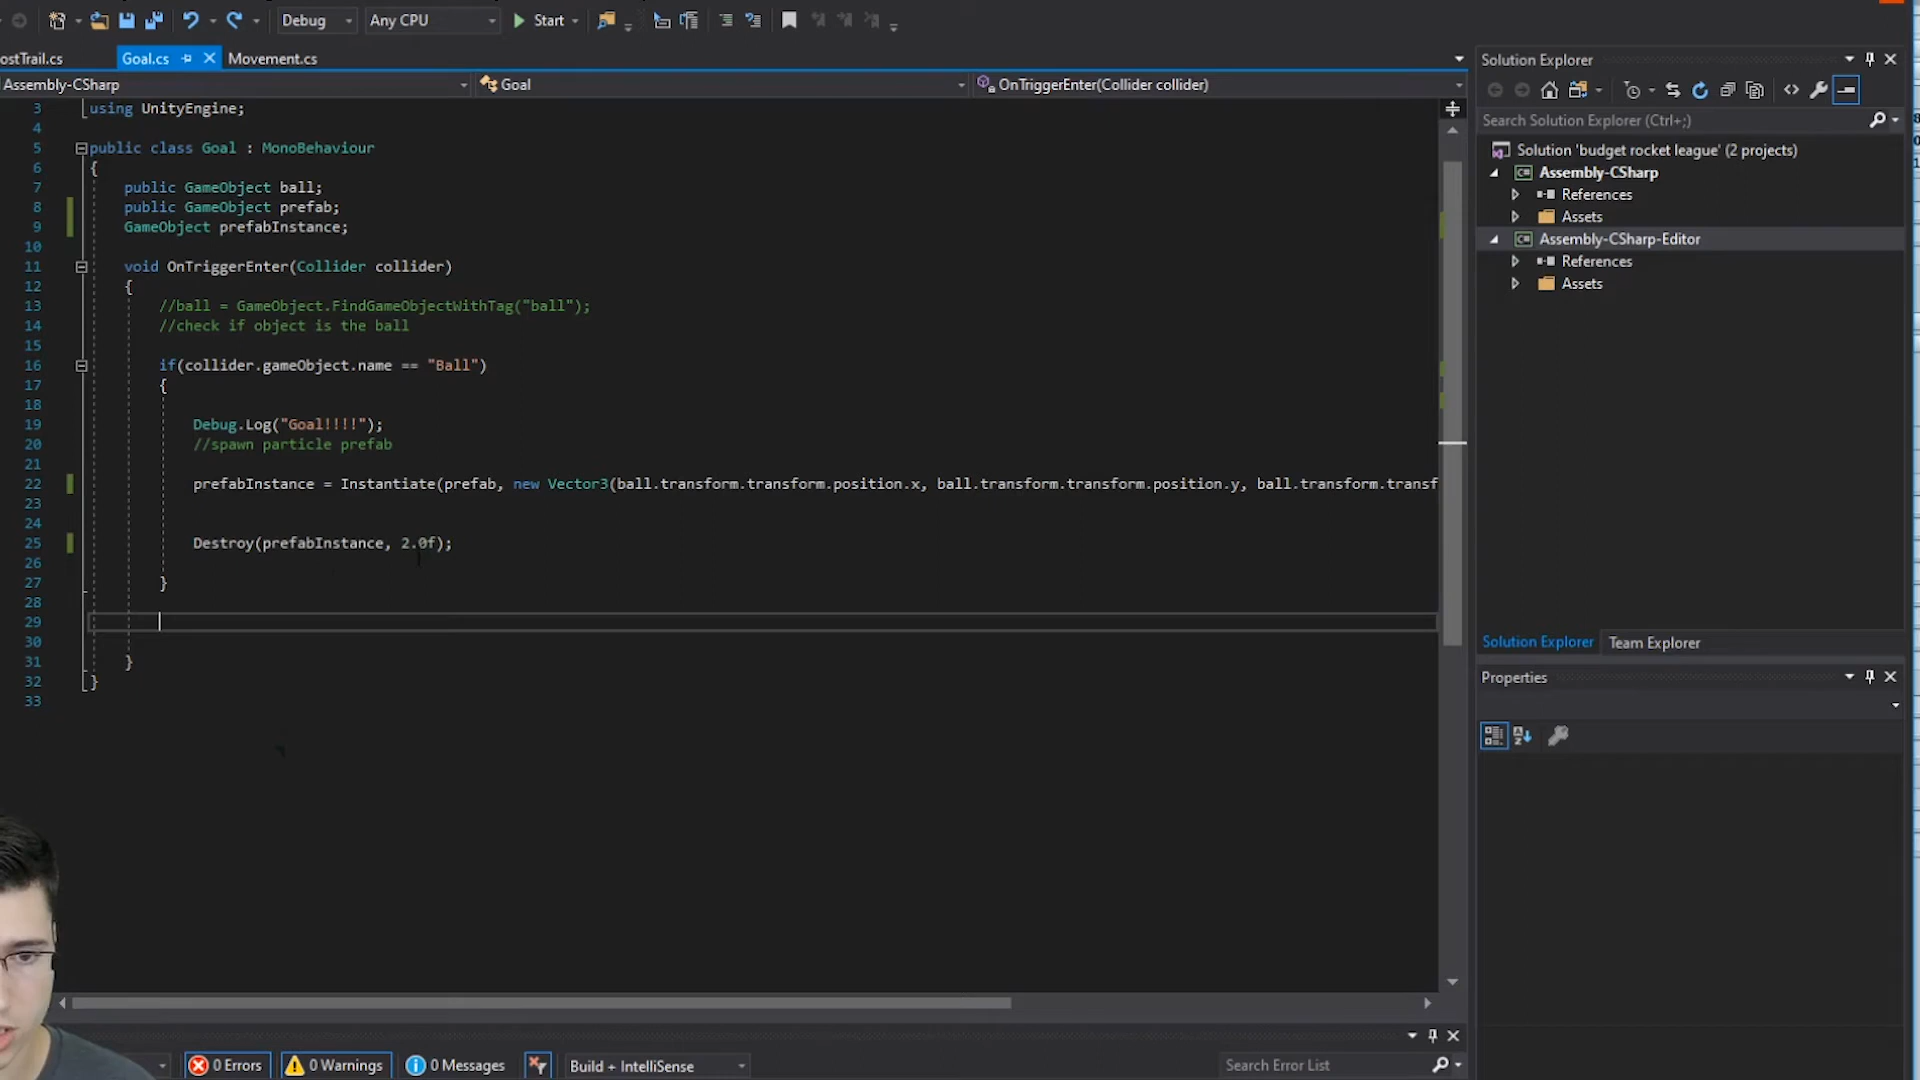 Debug
Any CPU
Start
ostTrail.cs
Goal.cs
Movement.cs
Assembly-CSharp
Goal
OnTriggerEnter(Collider collider)
3 using UnityEngine;
4
5 public class Goal : MonoBehaviour
6 {
7 public GameObject ball;
8 public GameObject prefab;
9 GameObject prefabInstance;
10
11 void OnTriggerEnter(Collider collider)
12 {
13 //ball = GameObject.FindGameObjectWithTag("ball");
14 //check if object is the ball
15
16 if(collider.gameObject.name == "Ball")
17 {
18
19 Debug.Log("Goal!!!!");
20 //spawn particle prefab
21
22 prefabInstance = Instantiate(prefab, new Vector3(ball.transform.transform.position.x, ball.transform.transform.position.y, ball.transform.transf
23
24
25 Destroy(prefabInstance, 2.0f);
26
27 }
28
29
30
31 }
32 }
33
Solution Explorer
Search Solution Explorer (Ctrl+;)
Solution 'budget rocket league' (2 projects)
Assembly-CSharp
References
Assets
Assembly-CSharp-Editor
References
Assets
Solution Explorer
Team Explorer
Properties
0 Errors
0 Warnings
0 Messages
Build + IntelliSense
Search Error List